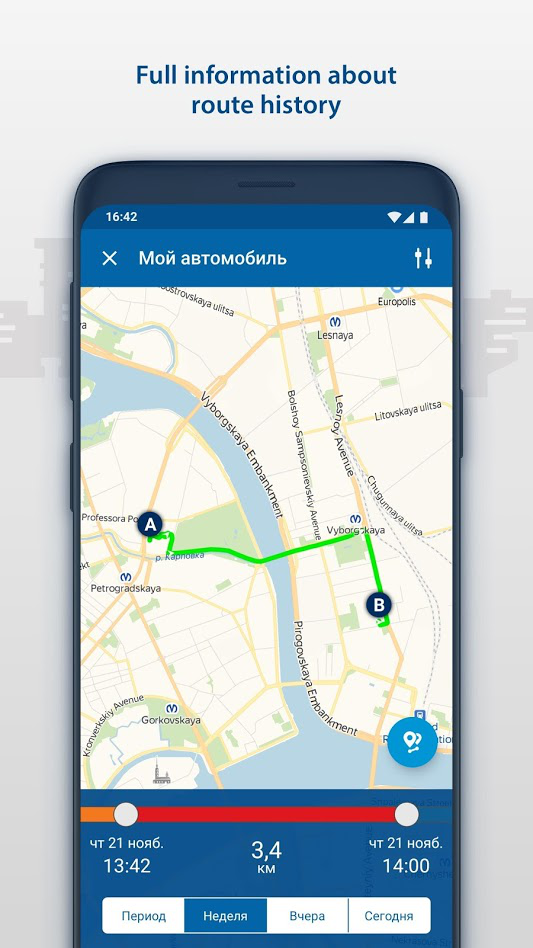 Full information about
route history
16:42
Мой автомобиль
ostrovskaya ulitsa
Europolis
Lesnaya
Vyborgskaya Embankment
Bolshoy Sampsonievskiy Avenue
Lesnoy Avenue
Litovskaya ulitsa
Chugunnaya ulitsa
Professora Po
A
Vyborgskaya
р. Карповка
Petrogradskaya
B
Pirogovskaya Embankment
Kronverkskiy Avenue
Gorkovskaya
чт 21 нояб.
13:42
3,4
км
чт 21 нояб.
14:00
Период
Неделя
Вчера
Сегодня